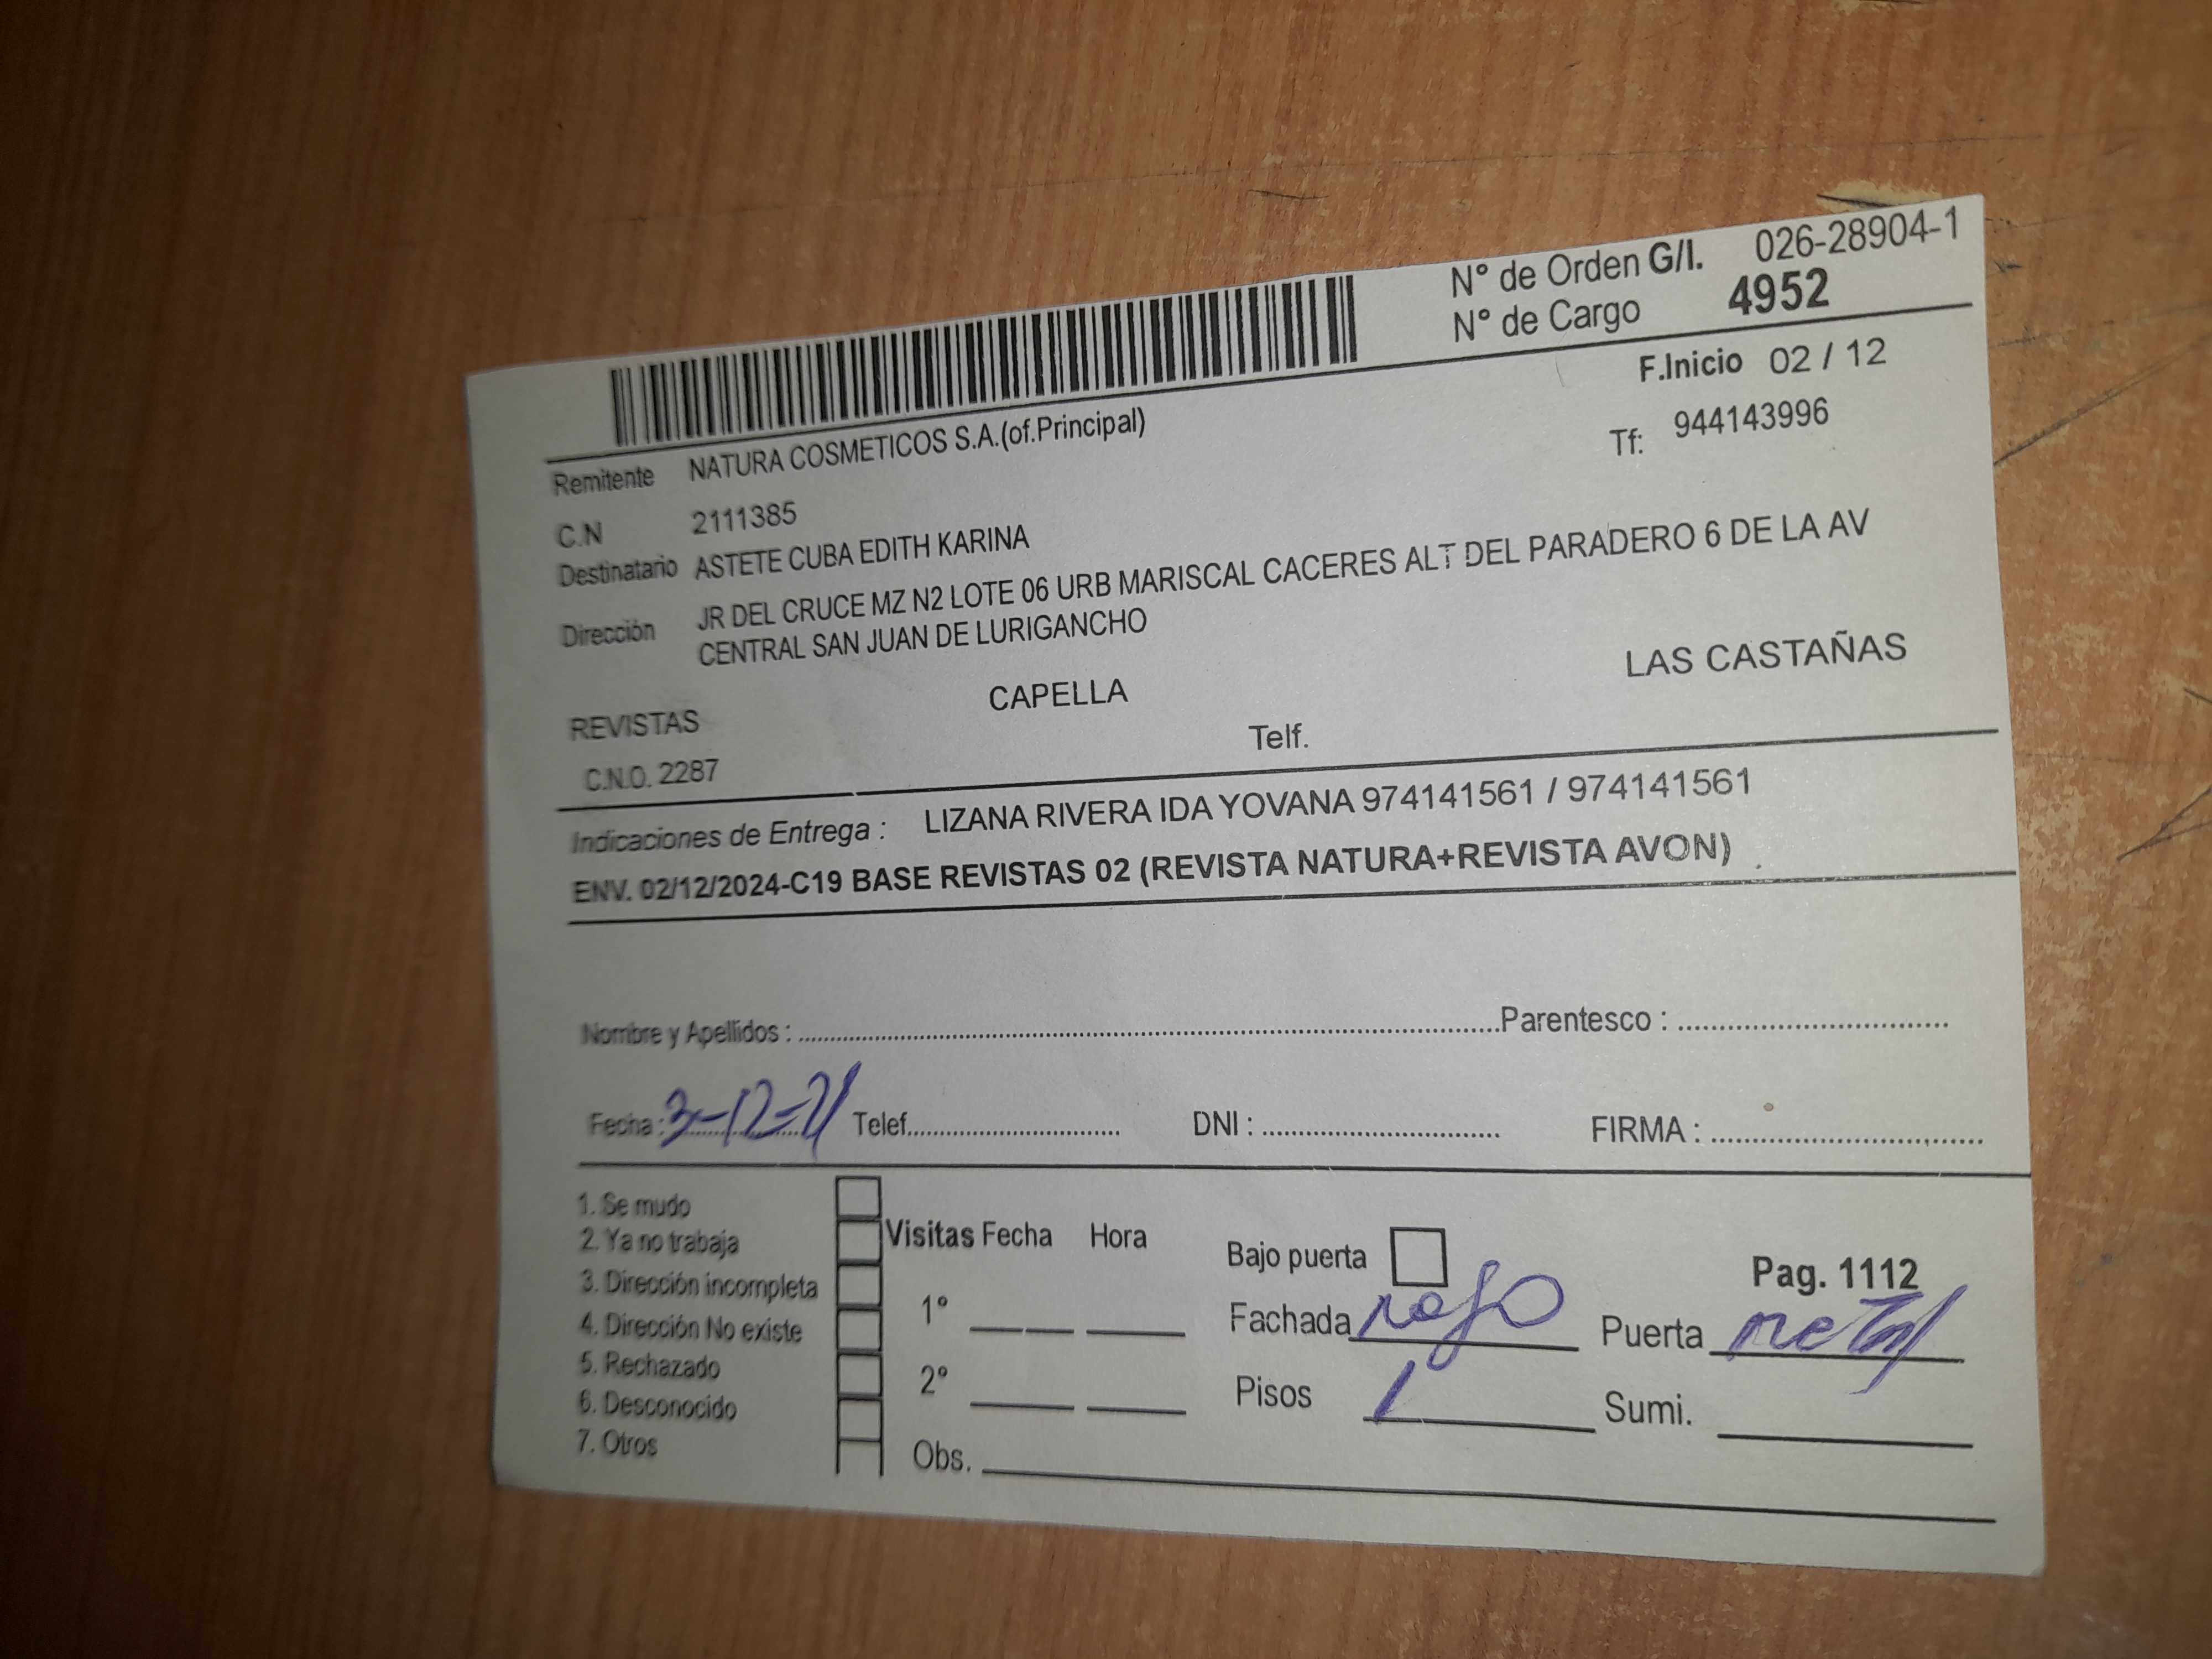 N° de Orden G/I. 026-28904-1
N° de Cargo 4952
F.Inicio 02 / 12
Remitente NATURA COSMETICOS S.A.(of.Principal) Tf: 944143996
C.N 2111385
Destinatario ASTETE CUBA EDITH KARINA
Dirección JR DEL CRUCE MZ N2 LOTE 06 URB MARISCAL CACERES ALT DEL PARADERO 6 DE LA AV
CENTRAL SAN JUAN DE LURIGANCHO
REVISTAS CAPELLA LAS CASTAÑAS
C.N.O. 2287 Telf.
Indicaciones de Entrega : LIZANA RIVERA IDA YOVANA 974141561 / 974141561
ENV. 02/12/2024-C19 BASE REVISTAS 02 (REVISTA NATURA+REVISTA AVON)
Nombre y Apellidos : Parentesco :
Fecha : 3-12- Telef. DNI : FIRMA :
1. Se mudo
2. Ya no trabaja
3. Dirección incompleta
4. Dirección No existe
5. Rechazado
6. Desconocido
7. Otros
Visitas Fecha Hora
1°
2°
Obs.
Bajo puerta Pag. 1112
Fachada rojo Puerta metal
Pisos 1 Sumi.